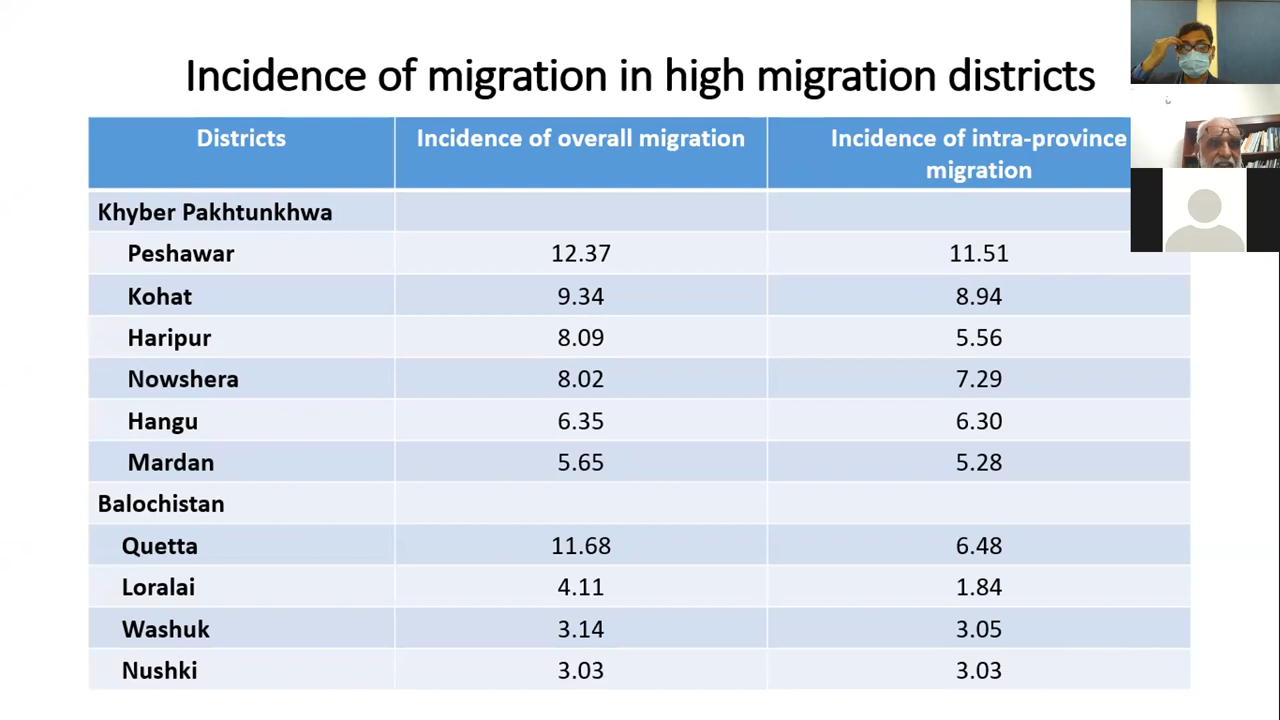 Incidence of migration in high migration districts
Districts Incidence of overall migration Incidence of intra-province migration
Khyber Pakhtunkhwa
Peshawar 12.37 11.51
Kohat 9.34 8.94
Haripur 8.09 5.56
Nowshera 8.02 7.29
Hangu 6.35 6.30
Mardan 5.65 5.28
Balochistan
Quetta 11.68 6.48
Loralai 4.11 1.84
Washuk 3.14 3.05
Nushki 3.03 3.03